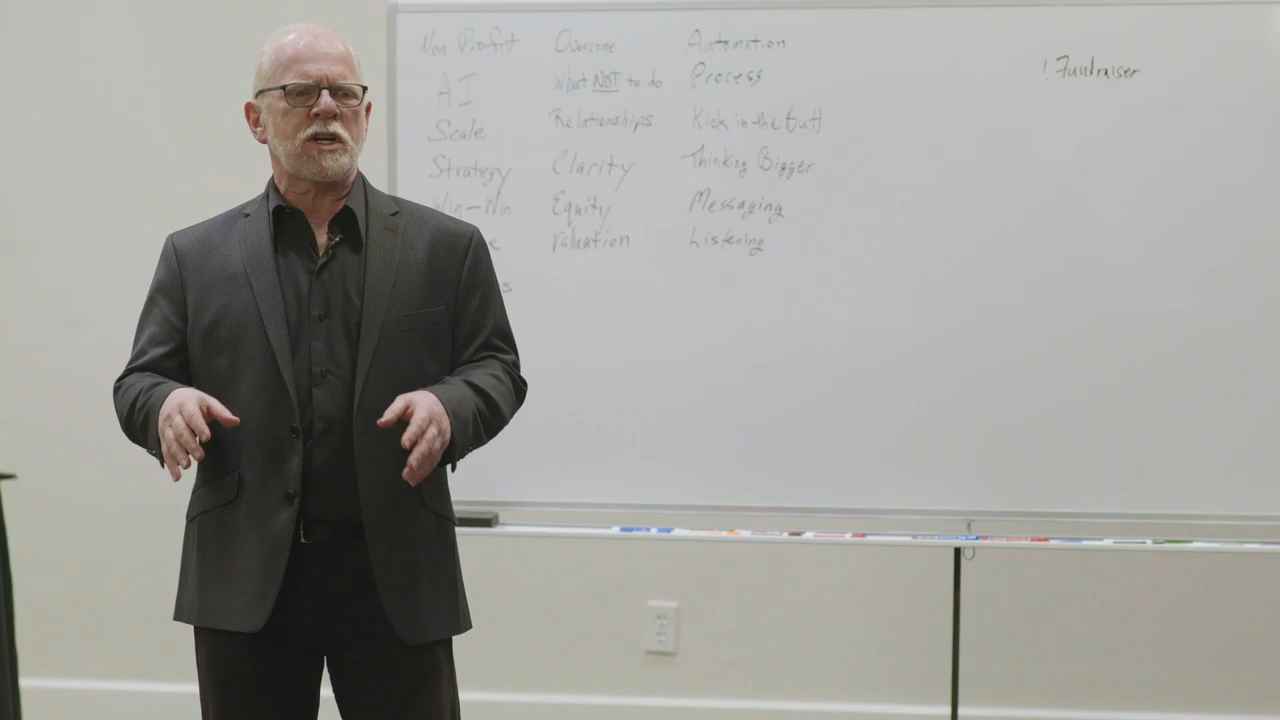 Non Profit
AI
Scale
Strategy
Win-Win
Overcome
What NOT to do
Relationships
Clarity
Equity
Valuation
Automation
Process
Kick in the Butt
Thinking Bigger
Messaging
Listening
! Fundraiser